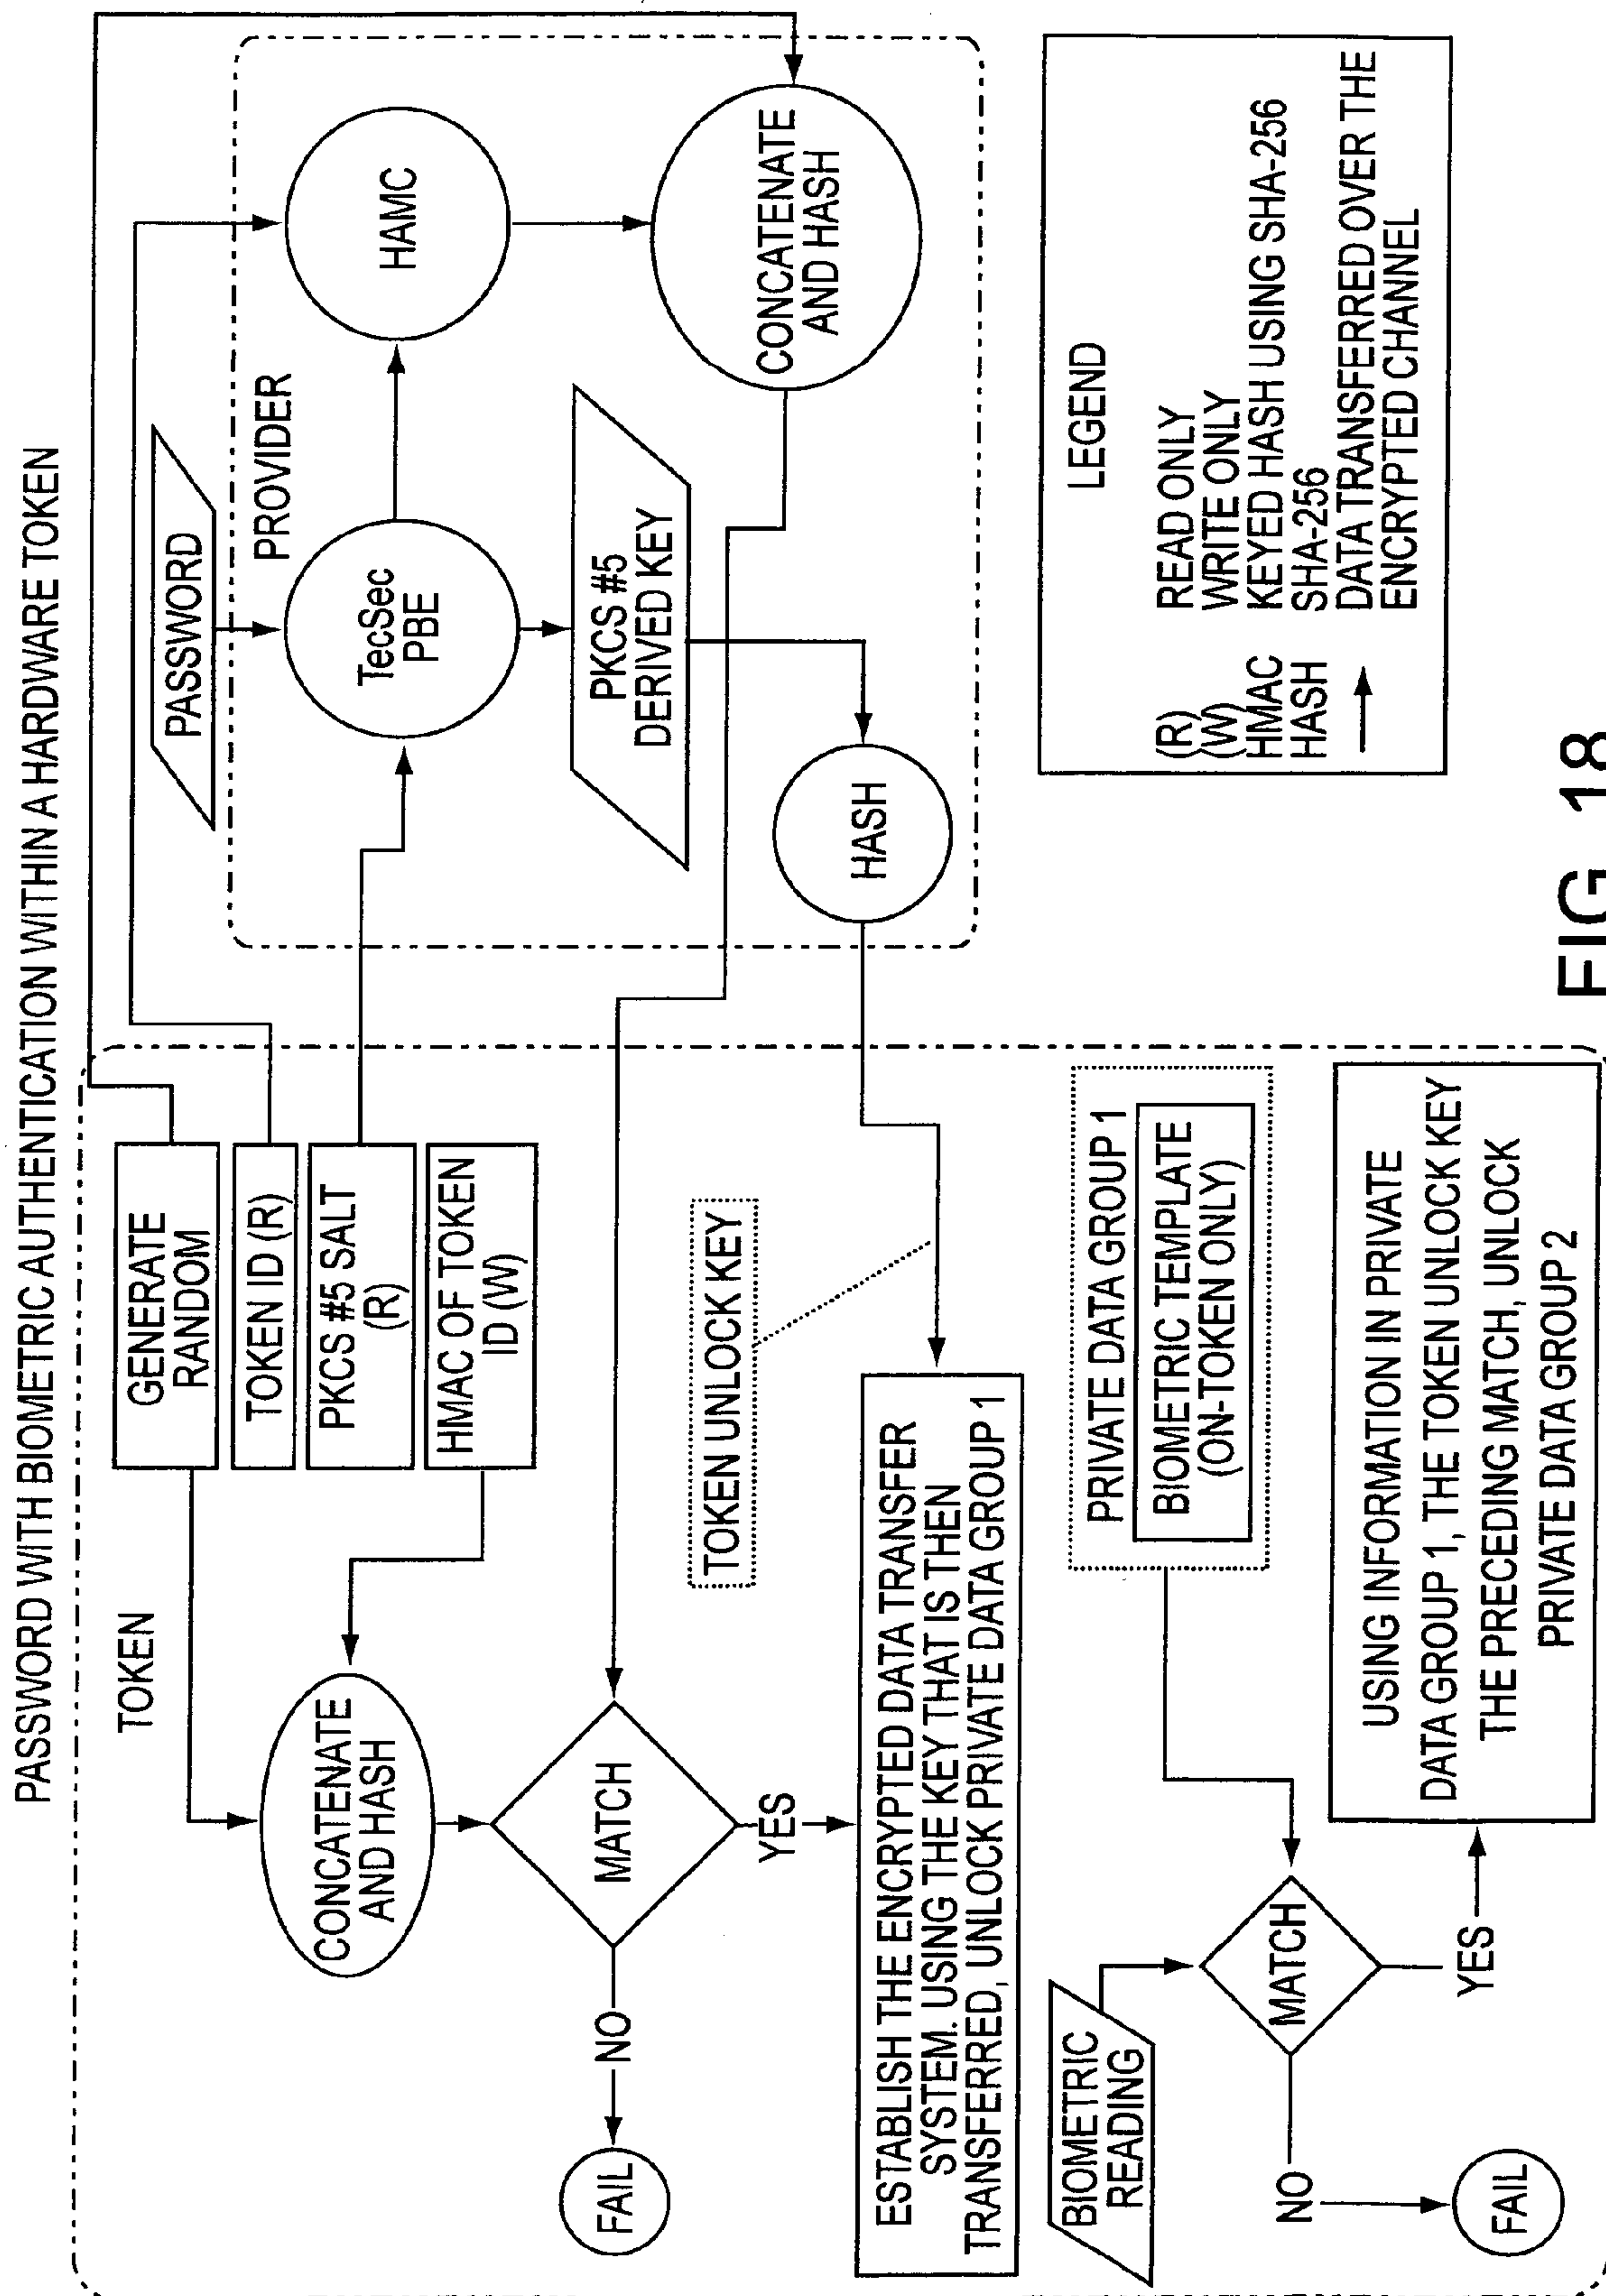 PASSWORD WITH BIOMETRIC AUTHENTICATION WITHIN A HARDWARE TOKEN
TOKEN
GENERATE
RANDOM
TOKEN ID (R)
PKCS #5 SALT
(R)
HMAC OF TOKEN
ID (W)
CONCATENATE
AND HASH
MATCH
NO
FAIL
YES
TOKEN UNLOCK KEY
ESTABLISH THE ENCRYPTED DATA TRANSFER
SYSTEM. USING THE KEY THAT IS THEN
TRANSFERRED, UNLOCK PRIVATE DATA GROUP 1
BIOMETRIC
READING
PRIVATE DATA GROUP 1
BIOMETRIC TEMPLATE
(ON-TOKEN ONLY)
MATCH
NO
FAIL
YES
USING INFORMATION IN PRIVATE
DATA GROUP 1, THE TOKEN UNLOCK KEY
THE PRECEDING MATCH, UNLOCK
PRIVATE DATA GROUP 2
PASSWORD
PROVIDER
TecSec
PBE
HAMC
PKCS #5
DERIVED KEY
HASH
CONCATENATE
AND HASH
LEGEND
(R) READ ONLY
(W) WRITE ONLY
HMAC KEYED HASH USING SHA-256
HASH SHA-256
DATA TRANSFERRED OVER THE
ENCRYPTED CHANNEL
FIG. 18